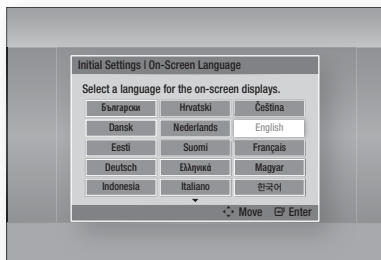 Initial Settings | On-Screen Language
Select a language for the on-screen displays.
Български Hrvatski Čeština
Dansk Nederlands English
Eesti Suomi Français
Deutsch Ελληνικά Magyar
Indonesia Italiano 한국어
Move Enter